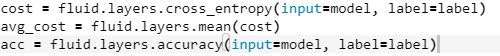 cost = fluid.layers.cross_entropy(input=model, label=label)
avg_cost = fluid.layers.mean(cost)
acc = fluid.layers.accuracy(input=model, label=label)